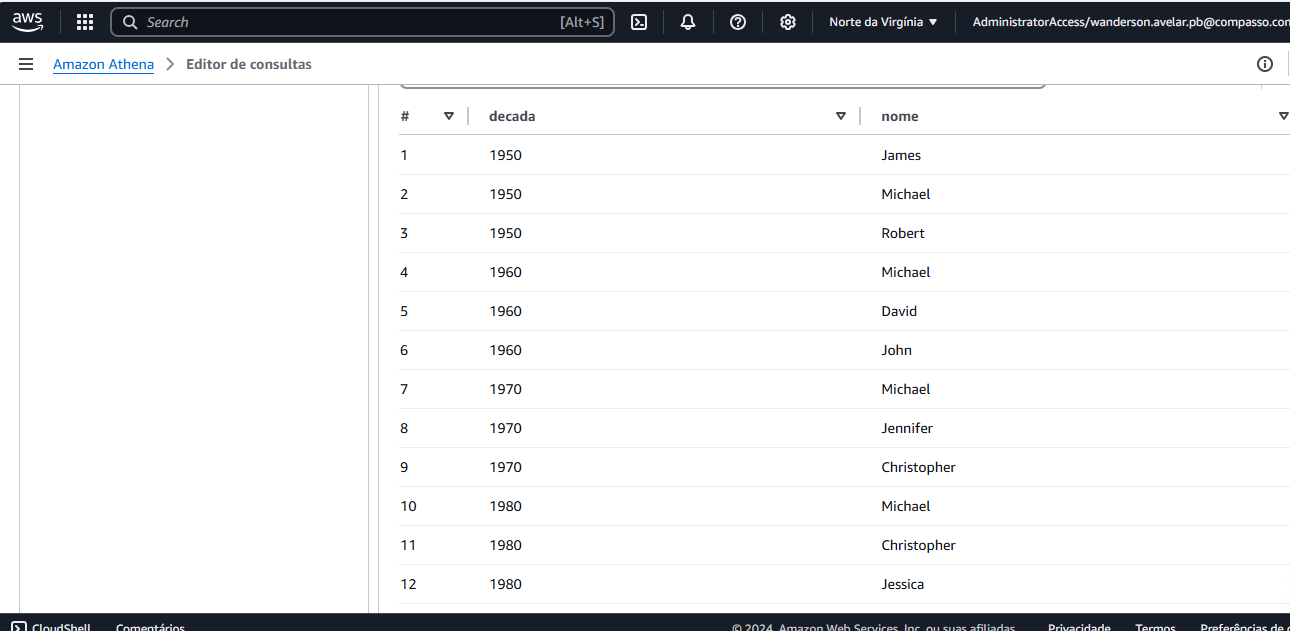 aws Search [Alt+S] Norte da Virgínia AdministratorAccess/wanderson.avelar.pb@compasso.com
Amazon Athena > Editor de consultas
# decada nome
1 1950 James
2 1950 Michael
3 1950 Robert
4 1960 Michael
5 1960 David
6 1960 John
7 1970 Michael
8 1970 Jennifer
9 1970 Christopher
10 1980 Michael
11 1980 Christopher
12 1980 Jessica
CloudShell Comentários © 2024, Amazon Web Services, Inc. ou suas afiliadas. Privacidade Termos Preferências de